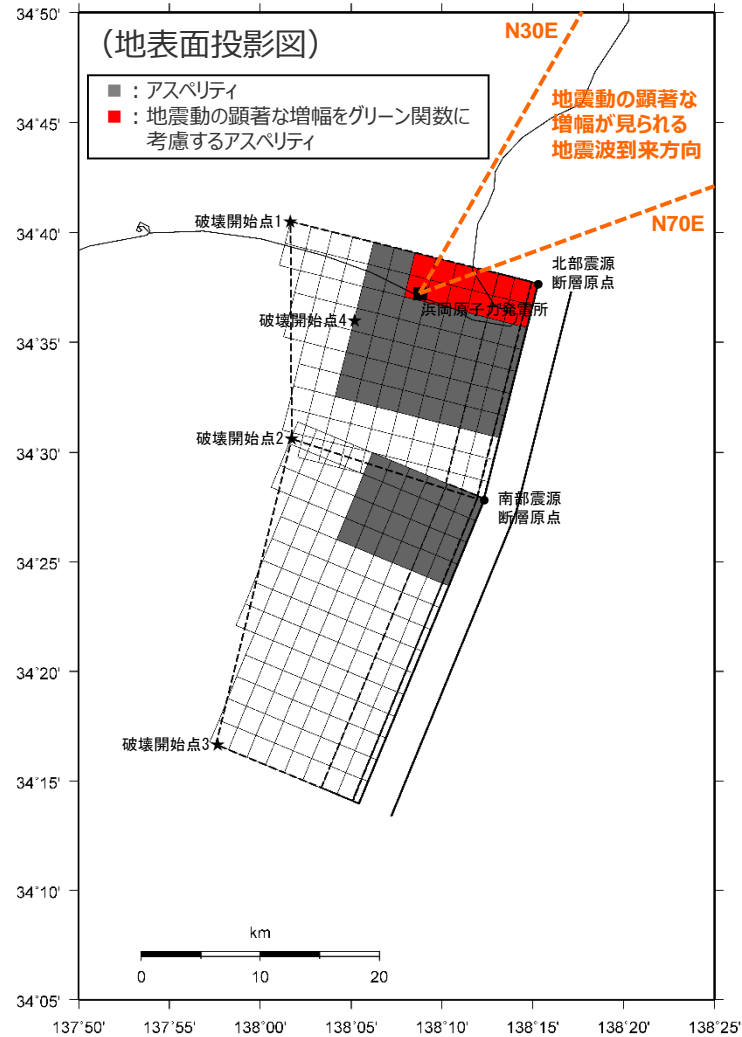 (地表面投影図)
■ : アスペリティ
■ : 地震動の顕著な増幅をグリーン関数に
考慮するアスペリティ
N30E
地震動の顕著な
増幅が見られる
地震波到来方向
N70E
破壊開始点1
北部震源
断層原点
浜岡原子力発電所
破壊開始点4
破壊開始点2
南部震源
断層原点
破壊開始点3
km
0 10 20
34°50'
34°45'
34°40'
34°35'
34°30'
34°25'
34°20'
34°15'
34°10'
34°05'
137°50' 137°55' 138°00' 138°05' 138°10' 138°15' 138°20' 138°25'